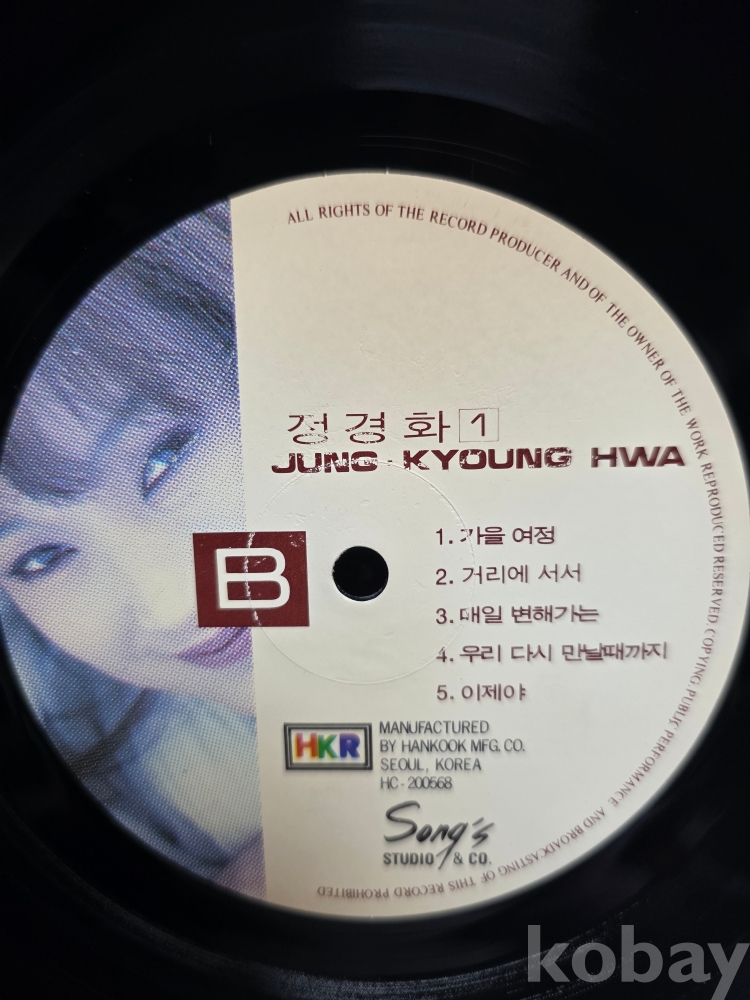 ALL RIGHTS OF THE RECORD PRODUCER AND OF THE OWNER OF THE WORK REPRODUCED RESERVED. COPYING, PUBLIC PERFORMANCE AND BROADCASTING OF THIS RECORD PROHIBITED
정경화 1
JUNG · KYOUNG HWA
B
1. 가을 여정
2. 거리에 서서
3. 매일 변해가는
4. 우리 다시 만날때까지
5. 이제야
HKR
MANUFACTURED
BY HANKOOK MFG. CO.
SEOUL, KOREA
HC - 200568
Song's
STUDIO & CO.
kobay